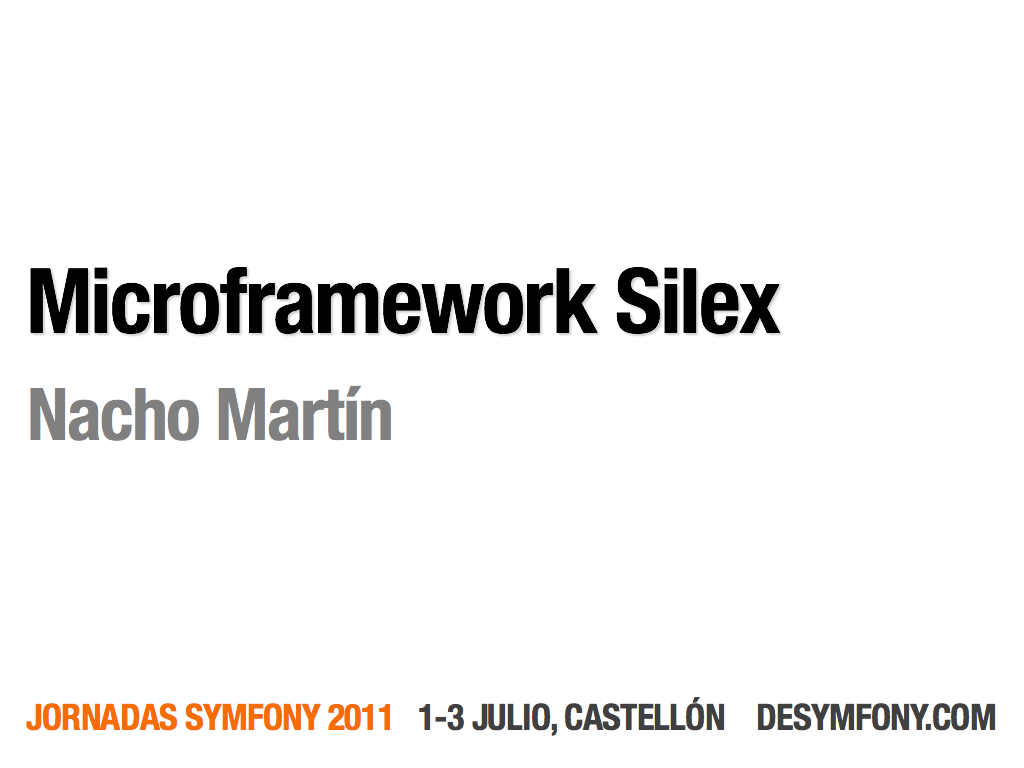 Microframework Silex
Nacho Martín
JORNADAS SYMFONY 2011 1-3 JULIO, CASTELLÓN DESYMFONY.COM